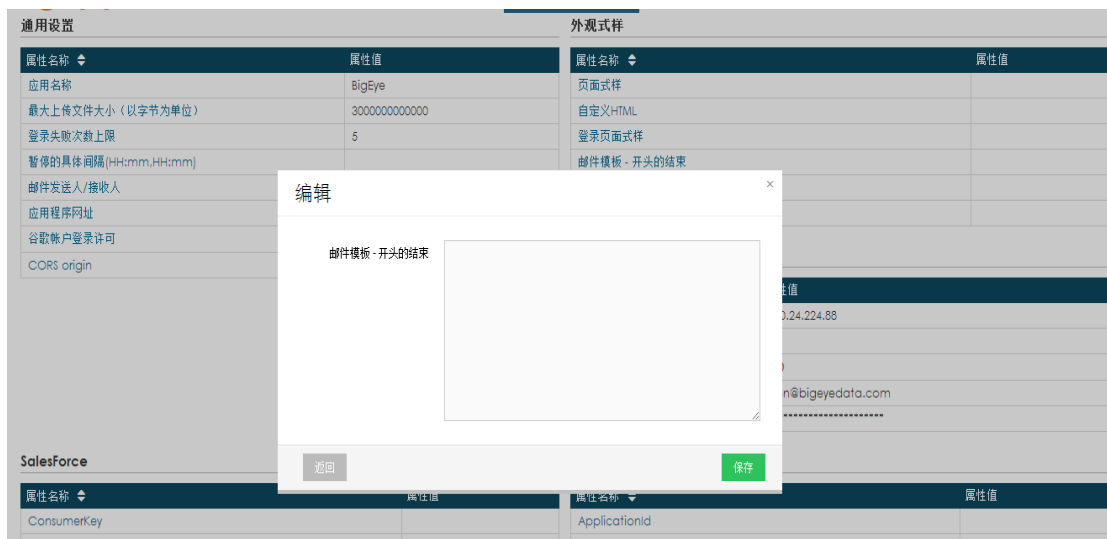 通用设置
外观式样
属性名称 属性值
属性名称 属性值
应用名称 BigEye
页面式样
最大上传文件大小（以字节为单位） 3000000000000
自定义HTML
登录失败次数上限 5
登录页面式样
暂停的具体间隔(HH:mm,HH:mm)
邮件模板 - 开头的结束
邮件发送人/接收人
应用程序网址
谷歌帐户登录许可
CORS origin
编辑
×
邮件模板 - 开头的结束
返回
保存
性值
0.24.224.88
n@bigeyedata.com
SalesForce
属性名称 属性值
属性名称 属性值
ConsumerKey
ApplicationId